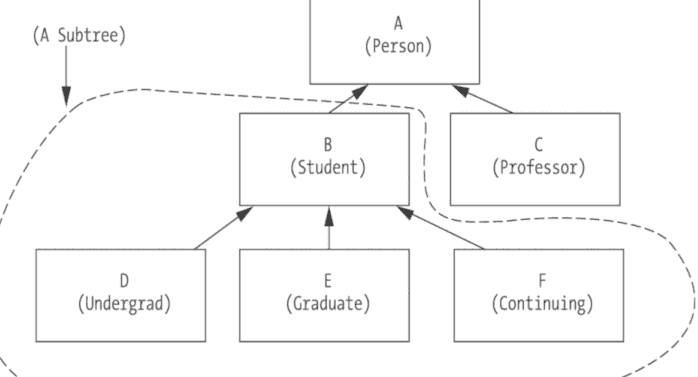 (A Subtree)
A
(Person)
B
(Student)
C
(Professor)
D
(Undergrad)
E
(Graduate)
F
(Continuing)